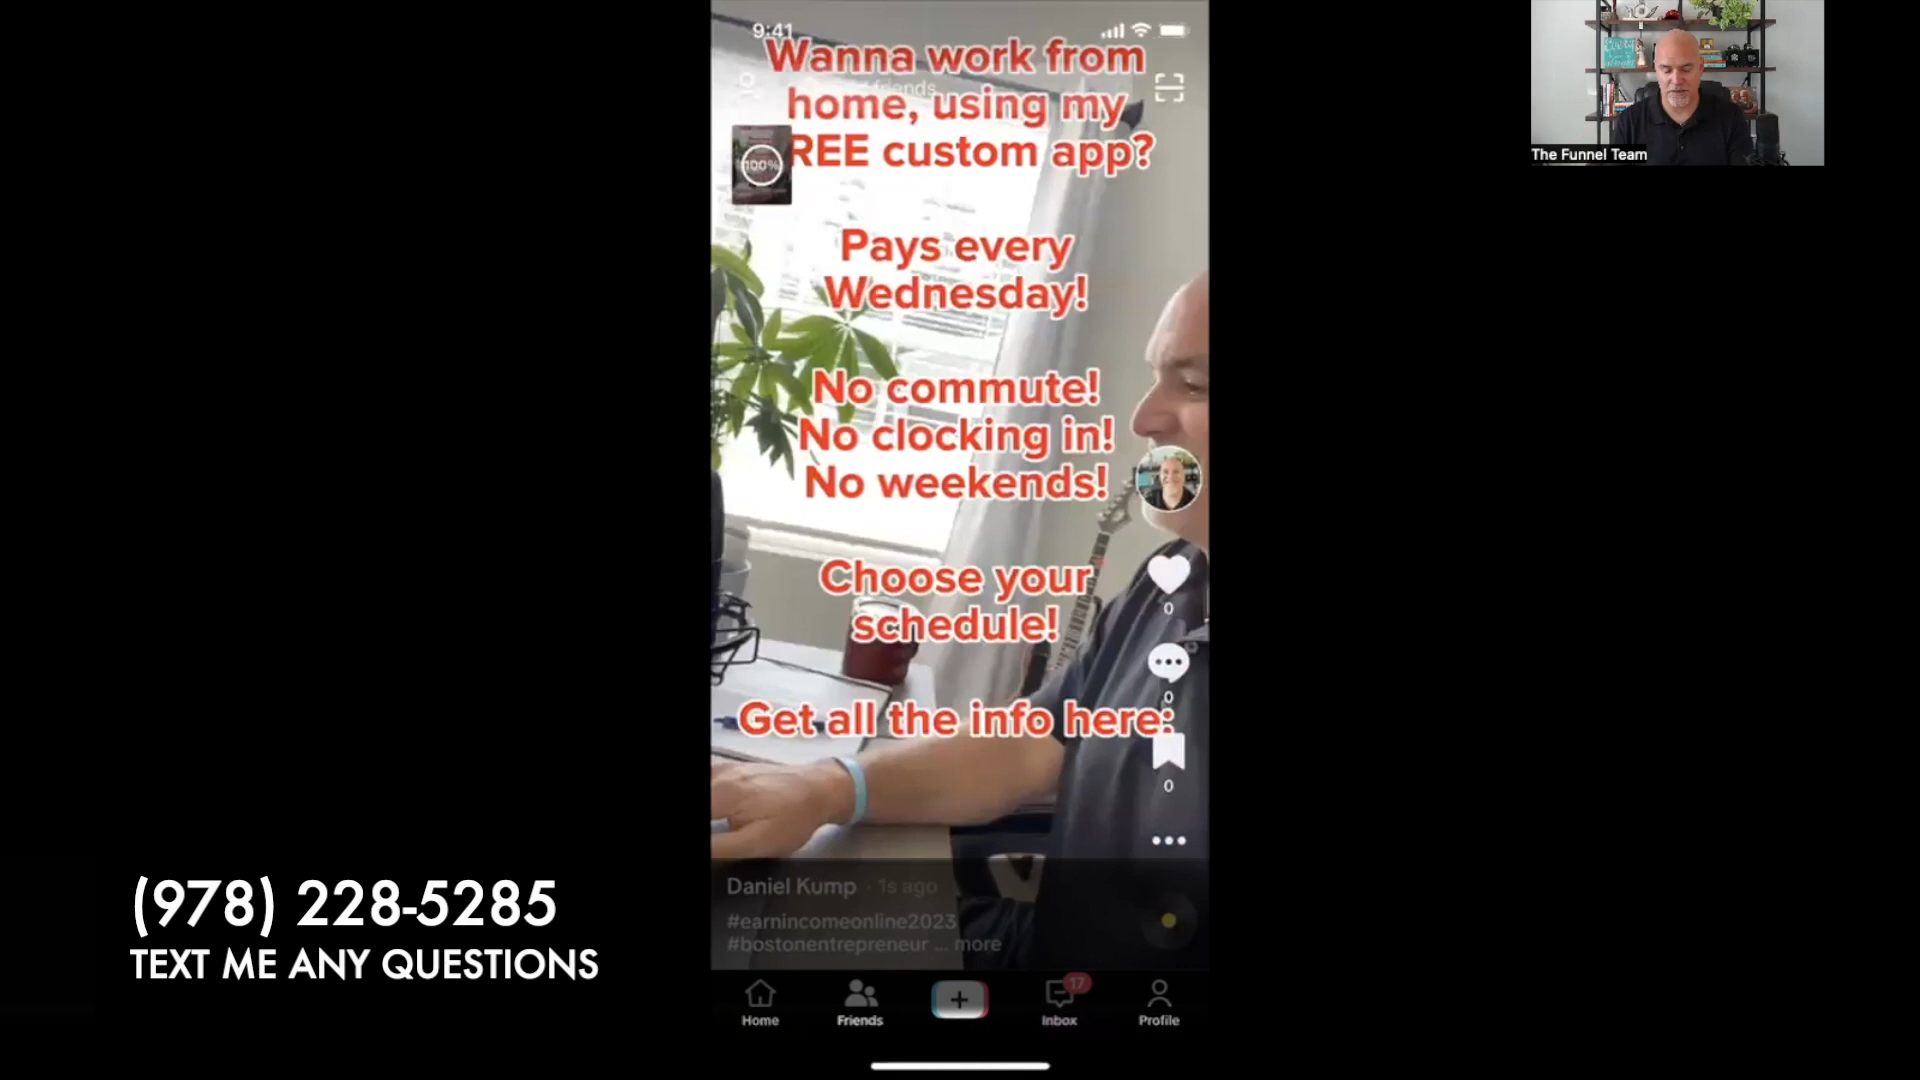 9:41
Wanna work from
home, using my
REE custom app?
friends
100%
Pays every
Wednesday!
No commute!
No clocking in!
No weekends!
Choose your
schedule!
Get all the info here:
0
0
0
Daniel Kump · 1s ago
#earnincomeonline2023
#bostonentrepreneur ... more
Home
Friends
Inbox
17
Profile
The Funnel Team
(978) 228-5285
TEXT ME ANY QUESTIONS